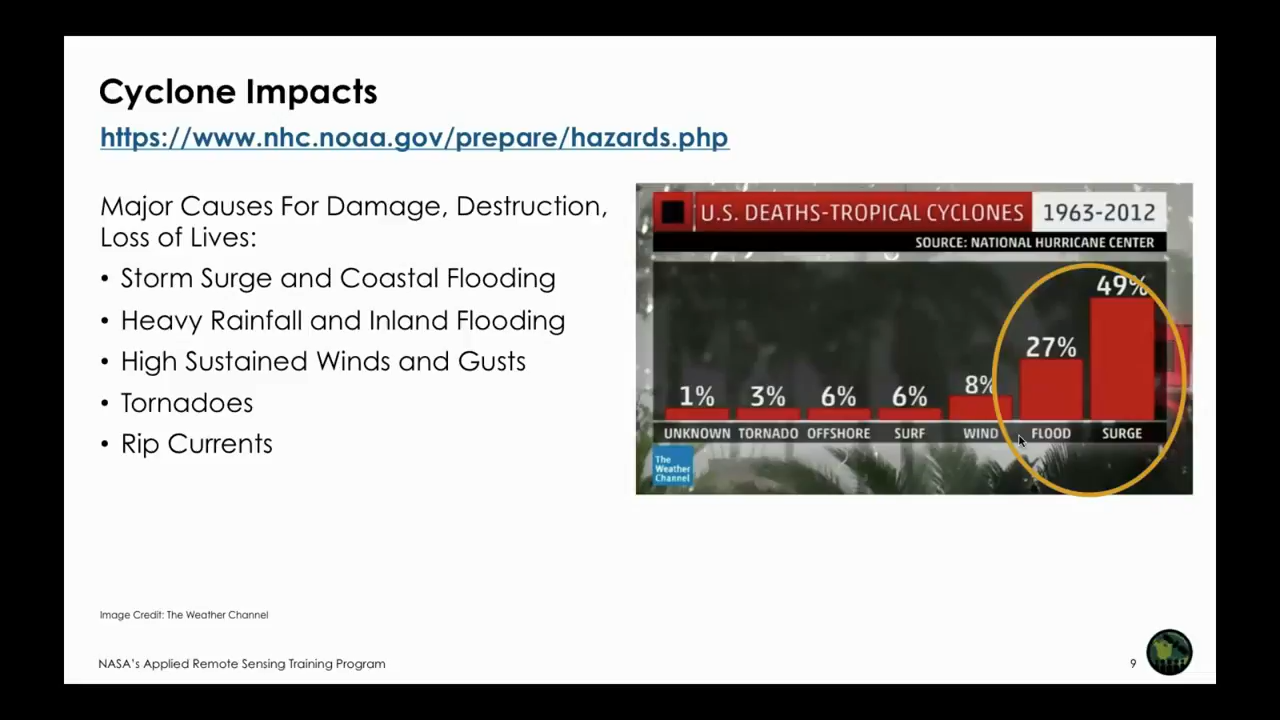 Cyclone Impacts
https://www.nhc.noaa.gov/prepare/hazards.php
Major Causes For Damage, Destruction,
Loss of Lives:
• Storm Surge and Coastal Flooding
• Heavy Rainfall and Inland Flooding
• High Sustained Winds and Gusts
• Tornadoes
• Rip Currents
U.S. DEATHS-TROPICAL CYCLONES 1963-2012
SOURCE: NATIONAL HURRICANE CENTER
1% 3% 6% 6% 8% 27% 49%
UNKNOWN TORNADO OFFSHORE SURF WIND FLOOD SURGE
The
Weather
Channel
Image Credit: The Weather Channel
NASA's Applied Remote Sensing Training Program
9